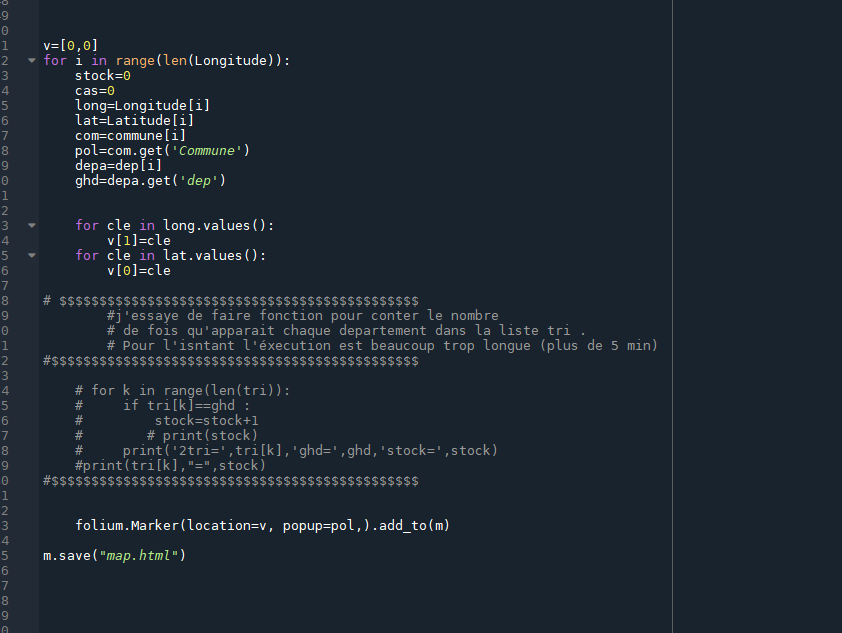 8
9
0
1 v=[0,0]
2 for i in range(len(Longitude)):
3     stock=0
4     cas=0
5     long=Longitude[i]
6     lat=Latitude[i]
7     com=commune[i]
8     pol=com.get('Commune')
9     depa=dep[i]
0     ghd=depa.get('dep')
1
2
3     for cle in long.values():
4         v[1]=cle
5     for cle in lat.values():
6         v[0]=cle
7
8 # $$$$$$$$$$$$$$$$$$$$$$$$$$$$$$$$$$$$$$$$$$$$$
9         #j'essaye de faire fonction pour conter le nombre
0         # de fois qu'apparait chaque departement dans la liste tri .
1         # Pour l'isntant l'éxecution est beaucoup trop longue (plus de 5 min)
2 #$$$$$$$$$$$$$$$$$$$$$$$$$$$$$$$$$$$$$$$$$$$$$$
3
4     # for k in range(len(tri)):
5     #     if tri[k]==ghd :
6     #         stock=stock+1
7     #        # print(stock)
8     #     print('2tri=',tri[k],'ghd=',ghd,'stock=',stock)
9     #print(tri[k],"=",stock)
0 #$$$$$$$$$$$$$$$$$$$$$$$$$$$$$$$$$$$$$$$$$$$$$$
1
2
3     folium.Marker(location=v, popup=pol,).add_to(m)
4
5 m.save("map.html")
6
7
8
9
0